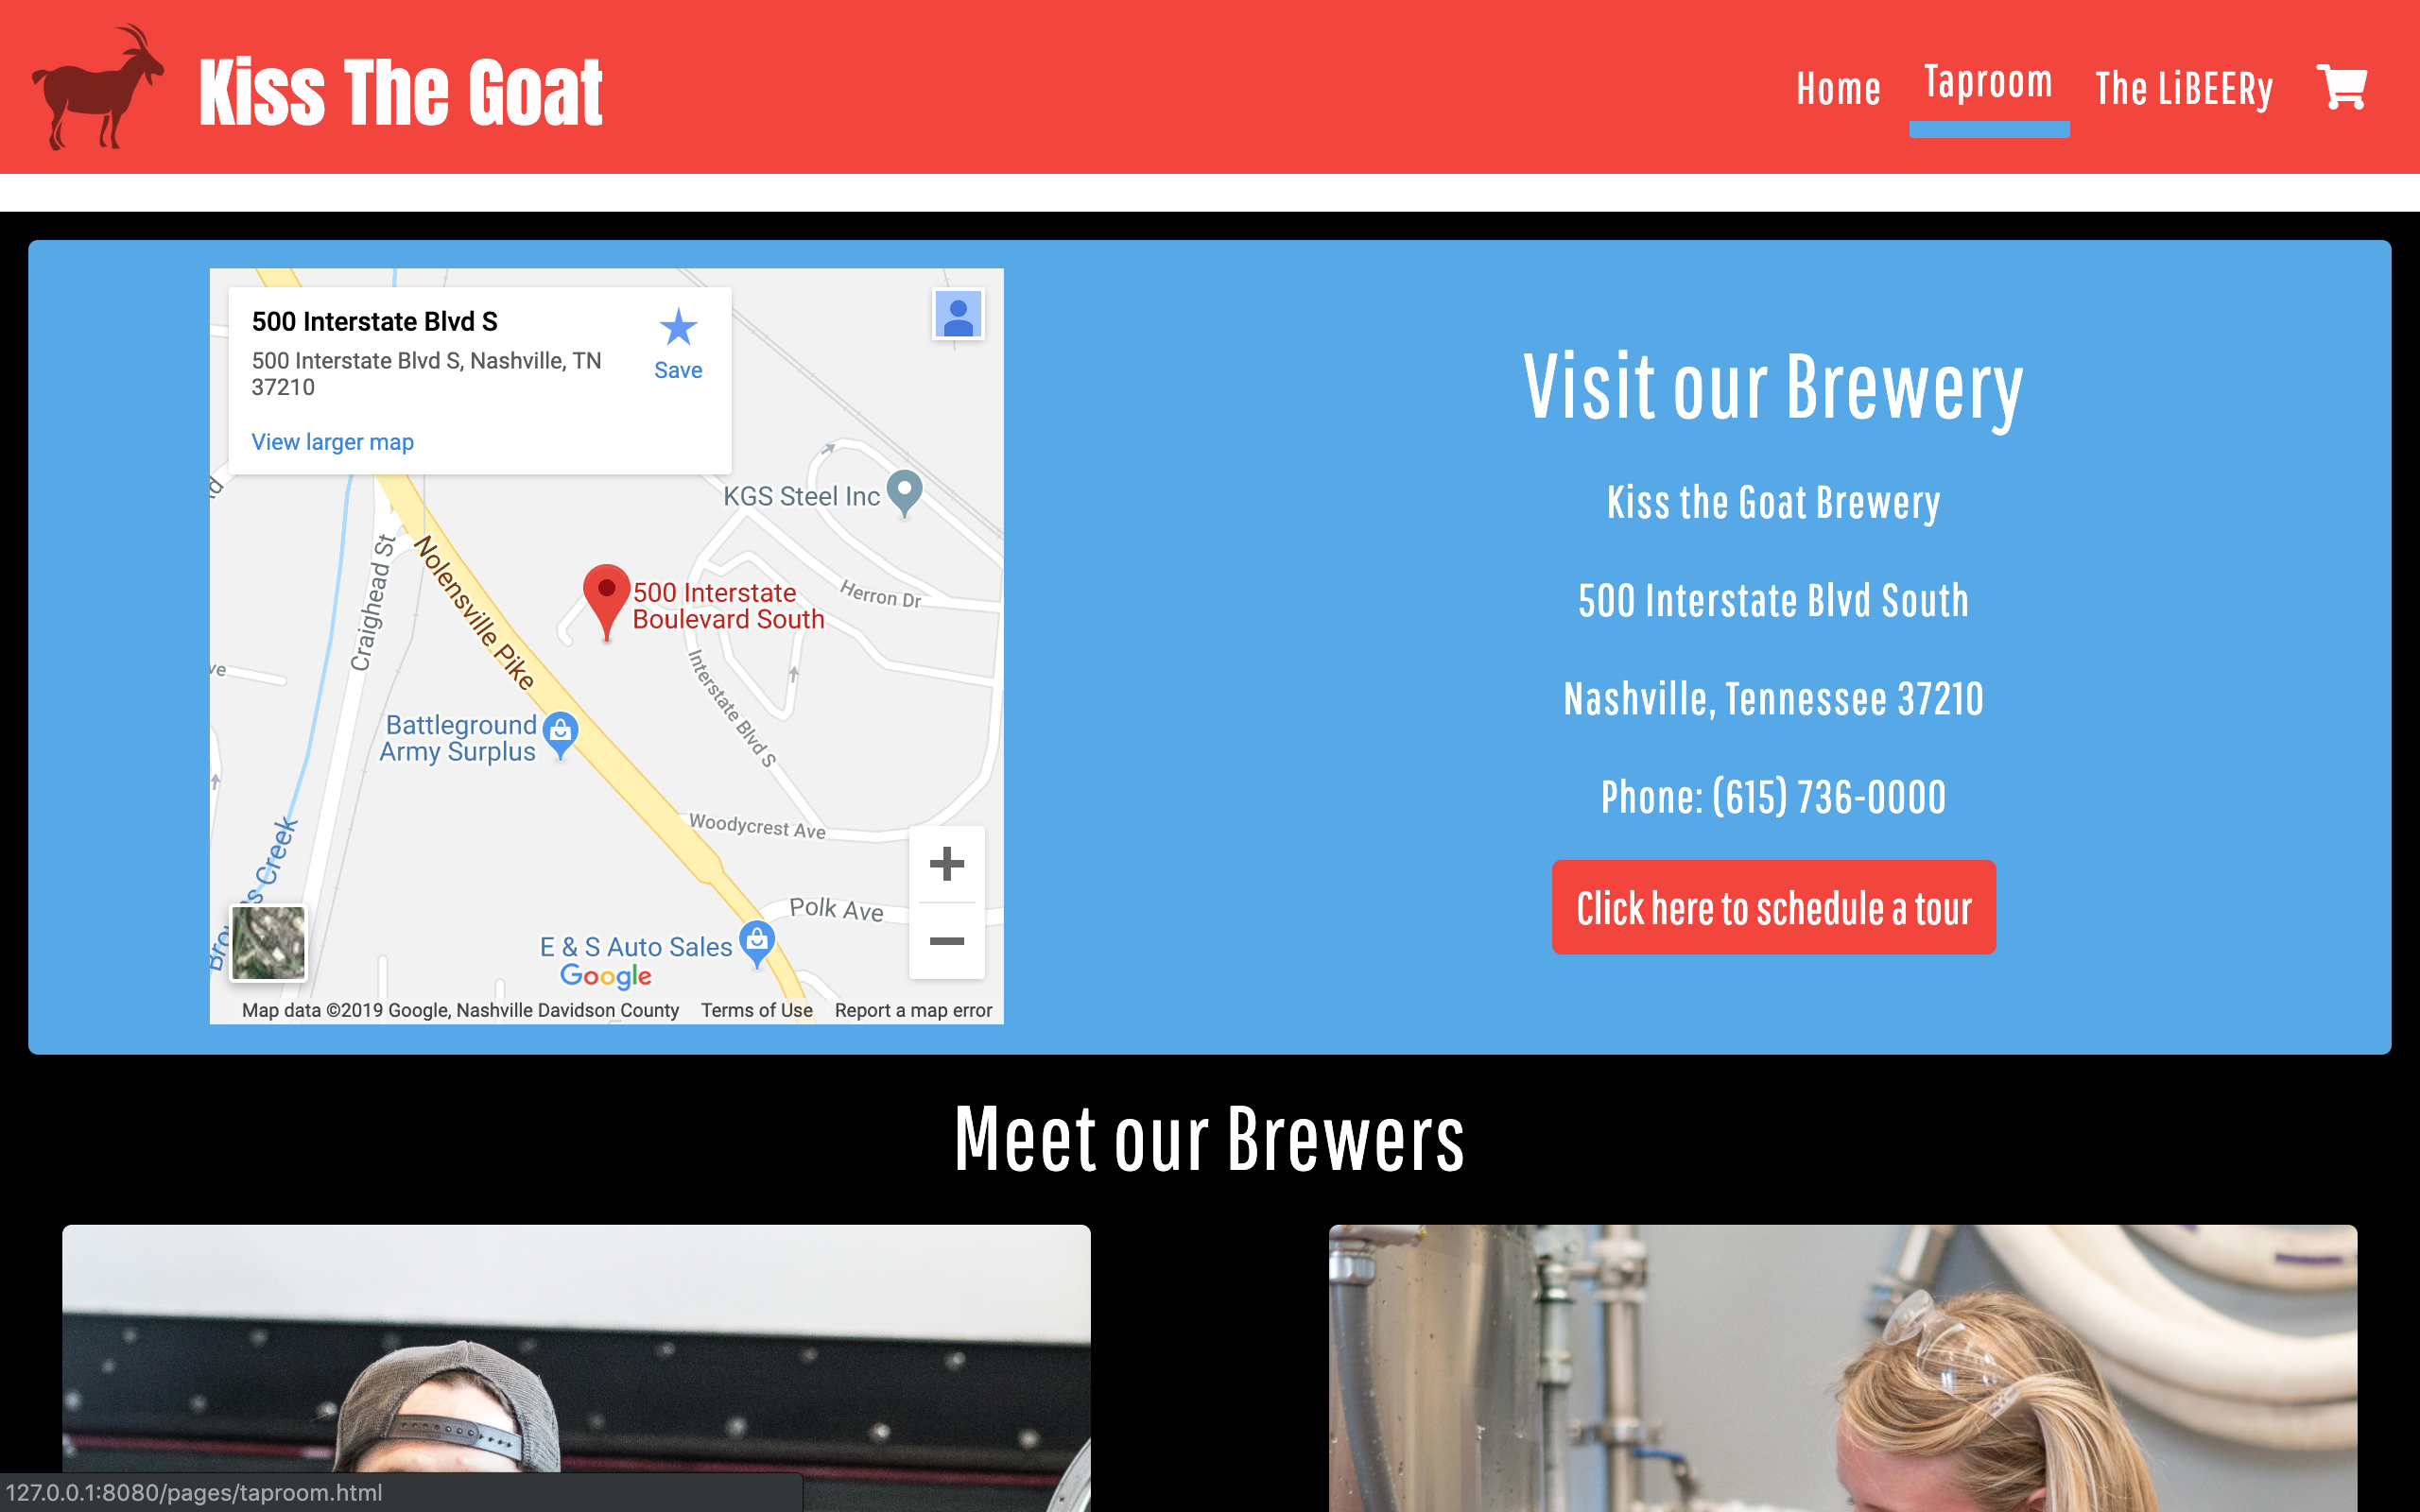 Kiss The Goat
Home
Taproom
The LiBEERy
500 Interstate Blvd S
500 Interstate Blvd S, Nashville, TN
37210
Save
View larger map
KGS Steel Inc
Craighead St
Nolensville Pike
500 Interstate
Boulevard South
Herron Dr
Interstate Blvd S
Battleground
Army Surplus
Woodycrest Ave
Creek
Polk Ave
E & S Auto Sales
Google
Map data ©2019 Google, Nashville Davidson County
Terms of Use
Report a map error
Visit our Brewery
Kiss the Goat Brewery
500 Interstate Blvd South
Nashville, Tennessee 37210
Phone: (615) 736-0000
Click here to schedule a tour
Meet our Brewers
127.0.0.1:8080/pages/taproom.html